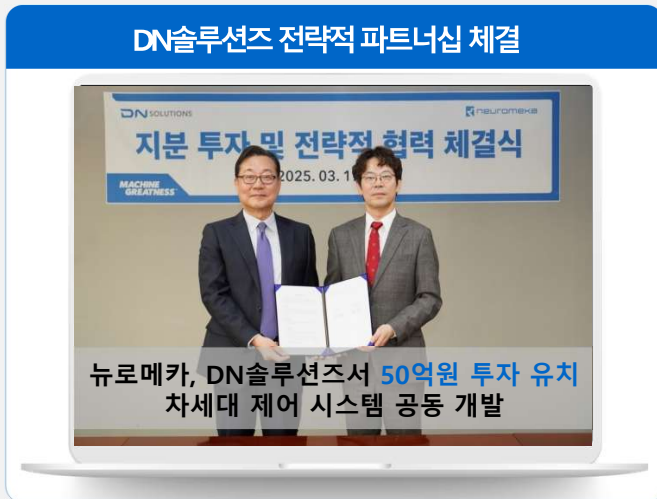 DN솔루션즈 전략적 파트너십 체결
DN SOLUTIONS
neuromeka
지분 투자 및 전략적 협력 체결식
2025. 03. 1
MACHINE
GREATNESS
뉴로메카, DN솔루션즈서 50억원 투자 유치
차세대 제어 시스템 공동 개발